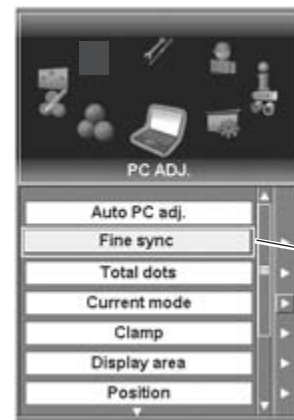 PC ADJ.
Auto PC adj.
Fine sync
Total dots
Current mode
Clamp
Display area
Position